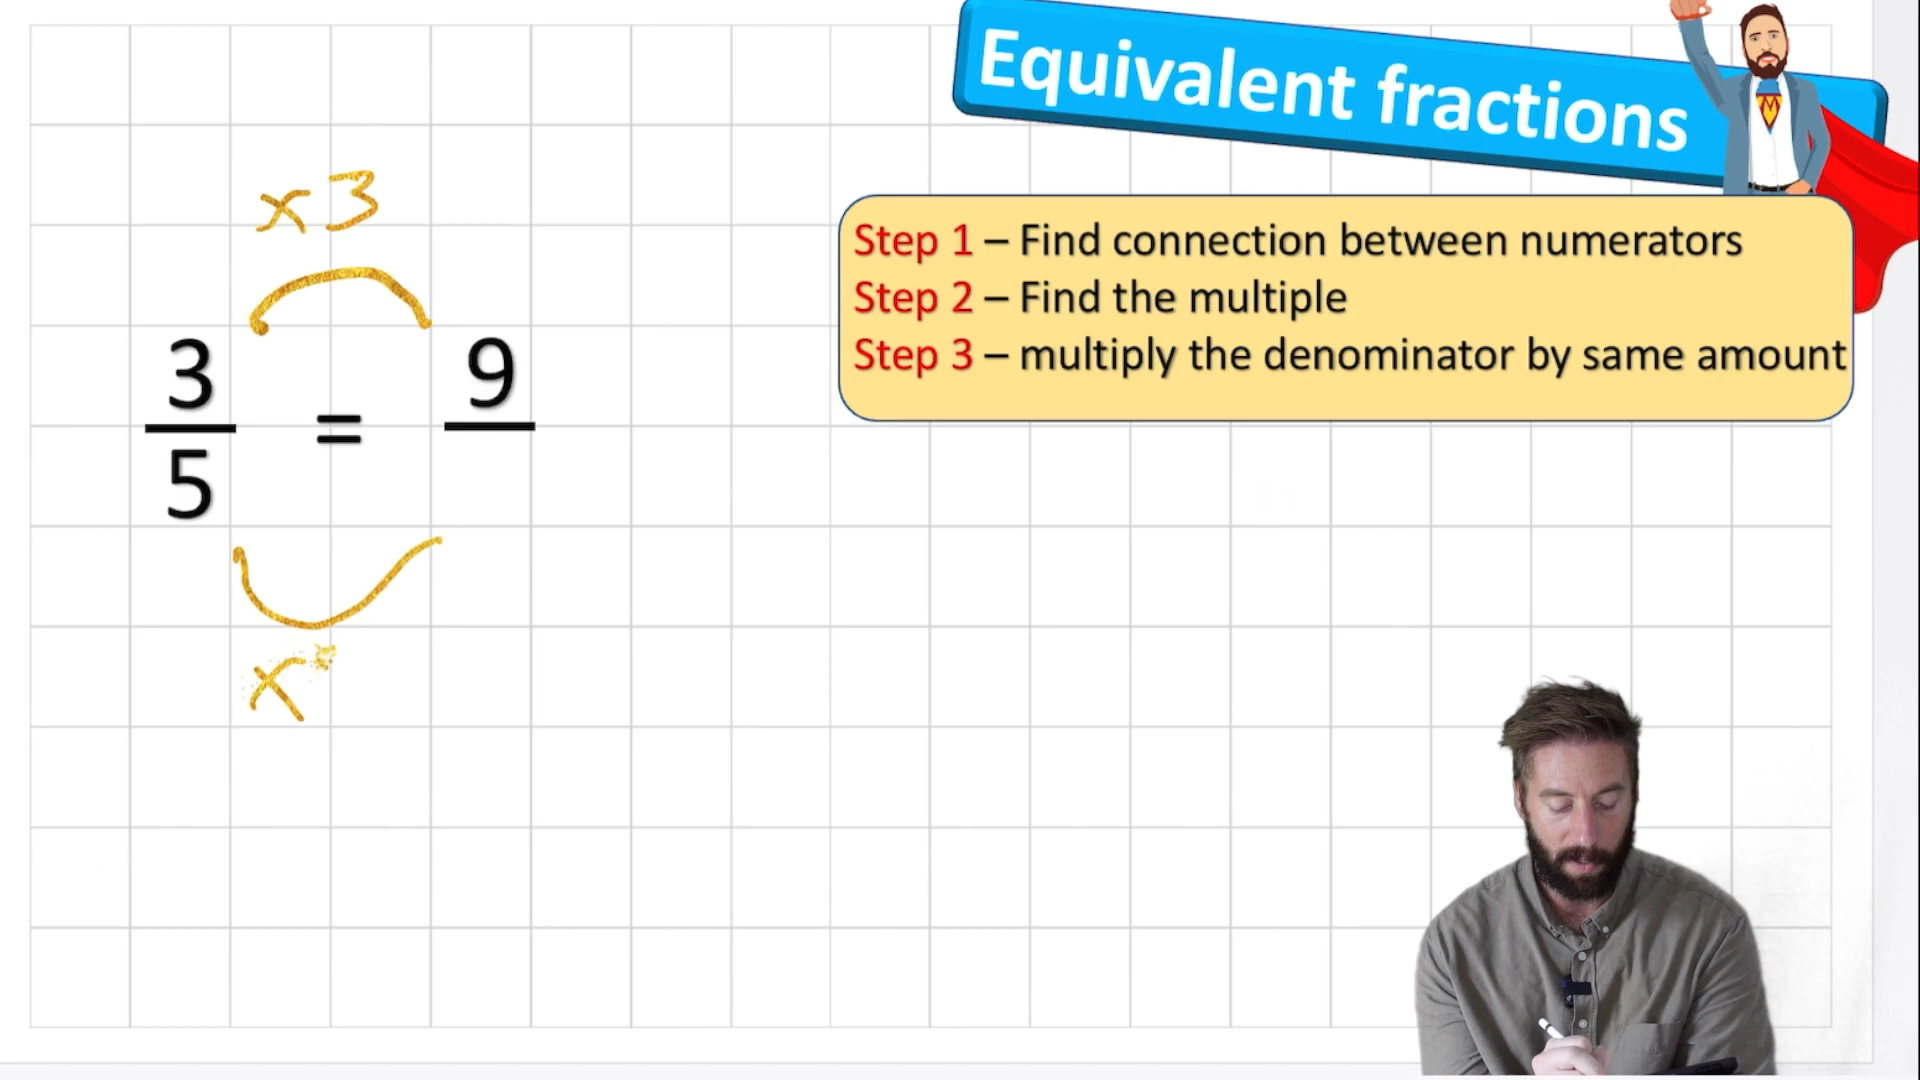 Equivalent fractions
M
Step 1 – Find connection between numerators
Step 2 – Find the multiple
Step 3 – multiply the denominator by same amount
x3
3 = 9
5
x